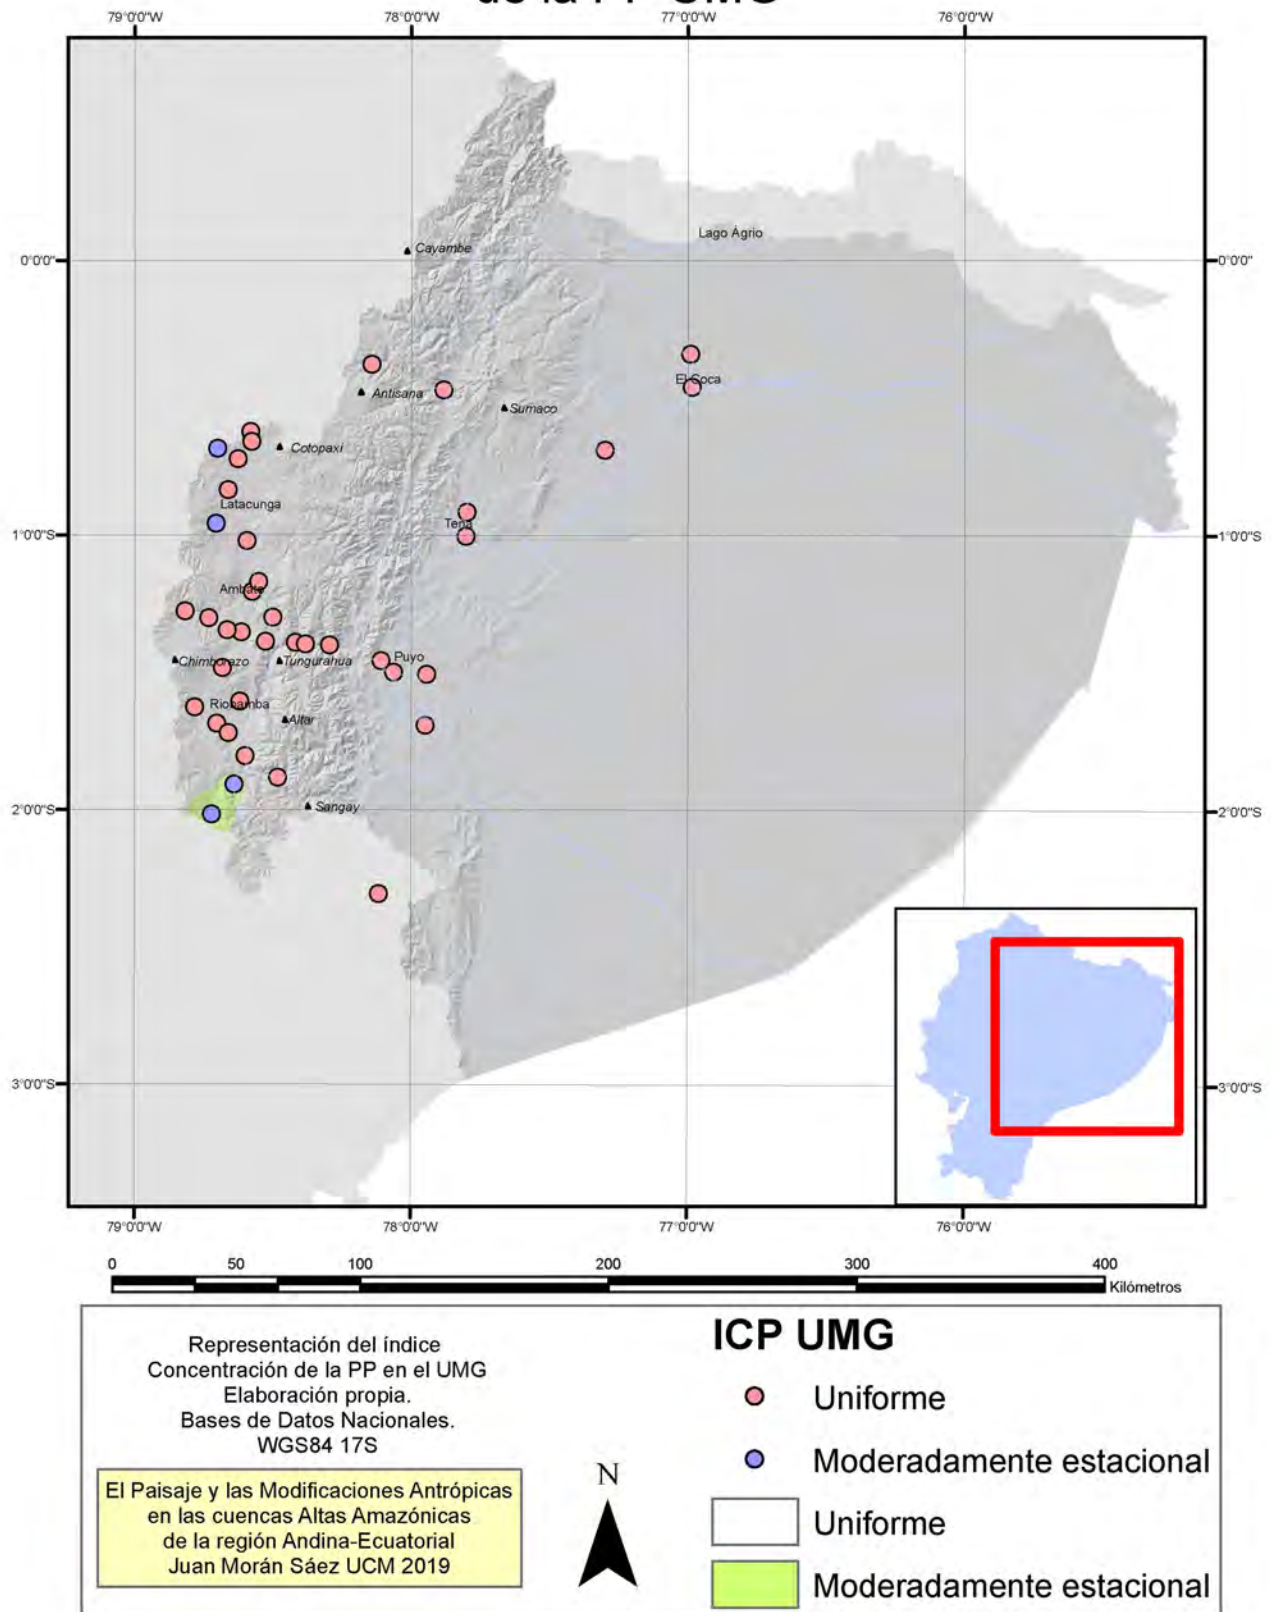 de la PP UMG
79°0'0"W 78°0'0"W 77°0'0"W 76°0'0"W
Lago Ágrio
Cayambe
0°0'0" 0°0'0"
El Coca
Antisana
Sumaco
Cotopaxi
Latacunga
Tena
1°0'0"S 1°0'0"S
Ambato
Puyo
Chimborazo Tungurahua
Riobamba
Altar
Sangay
2°0'0"S 2°0'0"S
3°0'0"S 3°0'0"S
79°0'0"W 78°0'0"W 77°0'0"W 76°0'0"W
0 50 100 200 300 400
Kilómetros
Representación del índice
Concentración de la PP en el UMG
Elaboración propia.
Bases de Datos Nacionales.
WGS84 17S
El Paisaje y las Modificaciones Antrópicas
en las cuencas Altas Amazónicas
de la región Andina-Ecuatorial
Juan Morán Sáez UCM 2019
N
ICP UMG
Uniforme
Moderadamente estacional
Uniforme
Moderadamente estacional